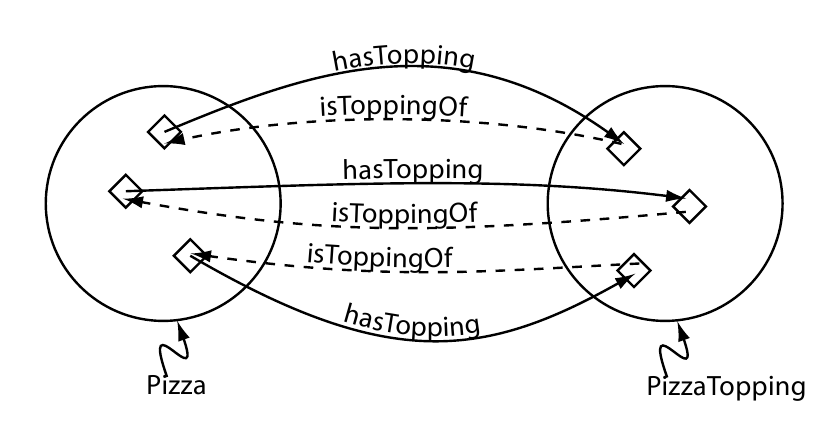 hasTopping
isToppingOf
hasTopping
isToppingOf
isToppingOf
hasTopping
Pizza
PizzaTopping